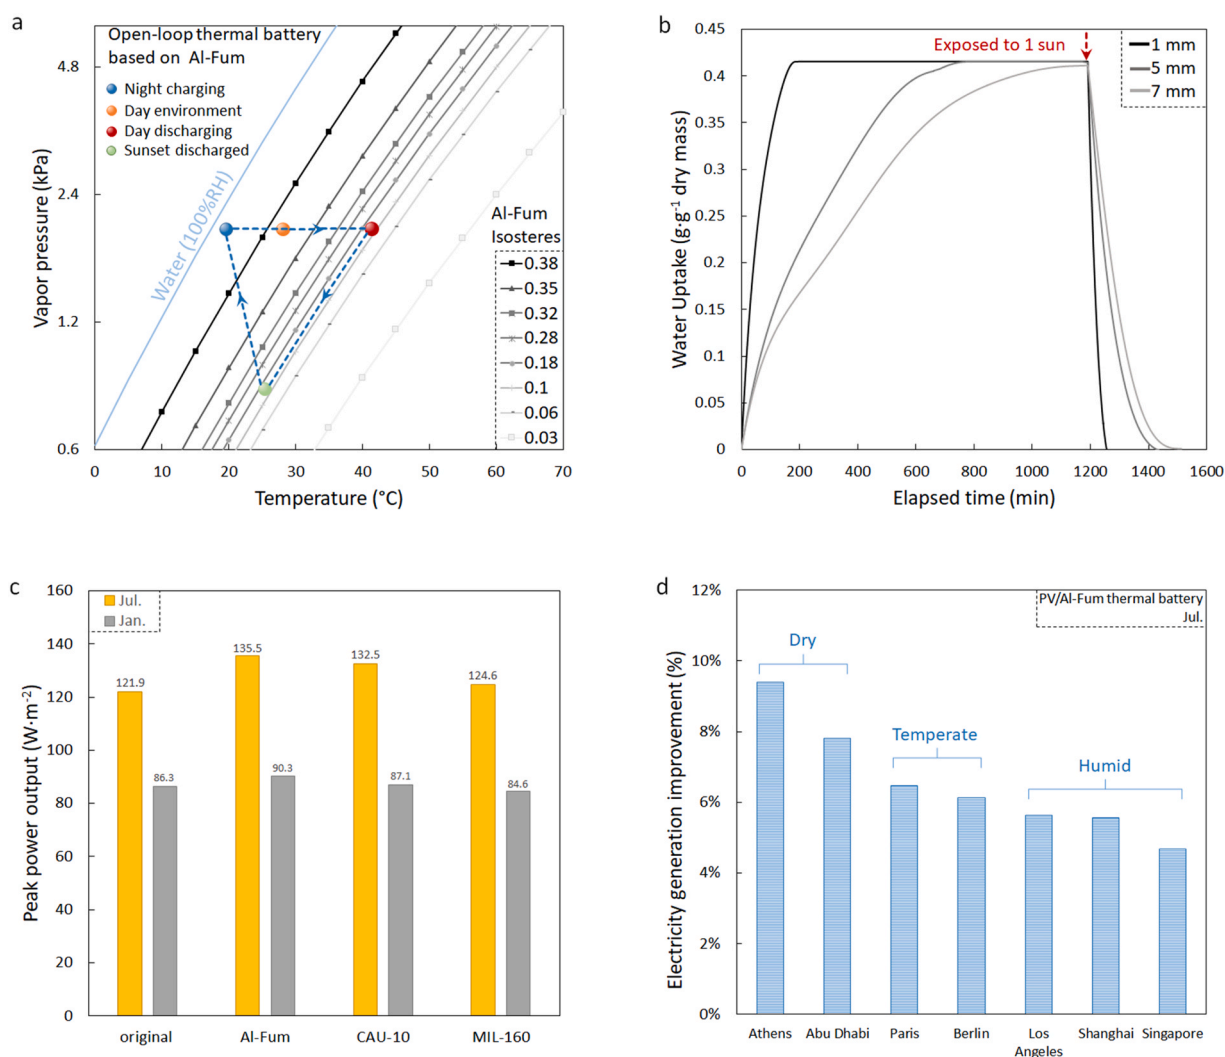 a
Open-loop thermal battery
based on Al-Fum
Night charging
Day environment
Day discharging
Sunset discharged
Water (100%RH)
Al-Fum
Isosteres
0.38
0.35
0.32
0.28
0.18
0.1
0.06
0.03
4.8
2.4
1.2
0.6
Vapor pressure (kPa)
0 10 20 30 40 50 60 70
Temperature (°C)
b
Exposed to 1 sun
1 mm
5 mm
7 mm
0.45
0.4
0.35
0.3
0.25
0.2
0.15
0.1
0.05
0
Water Uptake (g·g⁻¹ dry mass)
0 200 400 600 800 1000 1200 1400 1600
Elapsed time (min)
c
Jul.
Jan.
160
140
120
100
80
60
40
20
0
Peak power output (W·m⁻²)
121.9
86.3
135.5
90.3
132.5
87.1
124.6
84.6
original Al-Fum CAU-10 MIL-160
d
PV/Al-Fum thermal battery
Jul.
Dry
Temperate
Humid
12%
10%
8%
6%
4%
2%
0%
Electricity generation improvement (%)
Athens Abu Dhabi Paris Berlin Los Angeles Shanghai Singapore